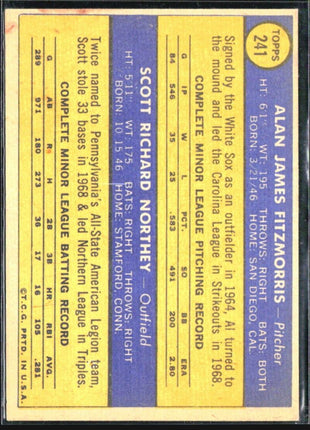 TOPPS
241
ALAN JAMES FITZMORRIS—Pitcher
HT: 6'1" WT: 195 THROWS: RIGHT BATS: BOTH
BORN: 3/21/46 HOME: SAN DIEGO, CAL.
Signed by the White Sox as an outfielder in 1964, Al turned to
the mound and led the Carolina League in Strikeouts in 1968.
COMPLETE MINOR LEAGUE PITCHING RECORD
G IP W L PCT. SO BB ERA
84 546 35 25 .583 491 200 2.80
SCOTT RICHARD NORTHEY—Outfield
HT: 5'11" WT: 175 BATS: RIGHT THROWS: RIGHT
BORN: 10-15-46 HOME: STAMFORD, CONN.
Twice named to Pennsylvania's All-State American Legion team,
Scott stole 33 bases in 1968 & led Northern League in Triples.
COMPLETE MINOR LEAGUE BATTING RECORD
G AB R H 2B 3B HR RBI AVG.
289 971 180 273 36 17 16 105 .281
© T.C.G. PRTD. IN U.S.A.